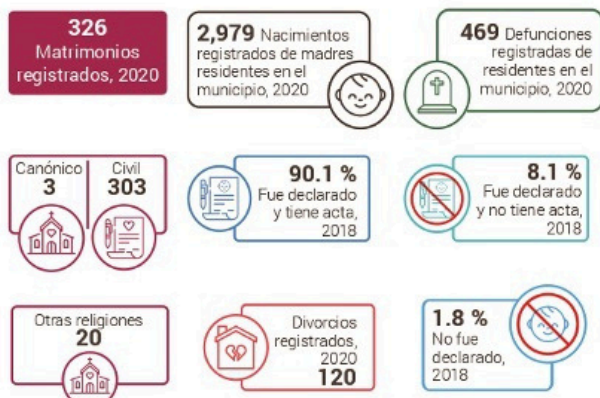 326
Matrimonios
registrados, 2020
2,979 Nacimientos
registrados de madres
residentes en el
municipio, 2020
469 Defunciones
registradas de
residentes en el
municipio, 2020
Canónico
3
Civil
303
90.1 %
Fue declarado
y tiene acta,
2018
8.1 %
Fue declarado
y no tiene acta,
2018
Otras religiones
20
Divorcios
registrados,
2020
120
1.8 %
No fue
declarado,
2018